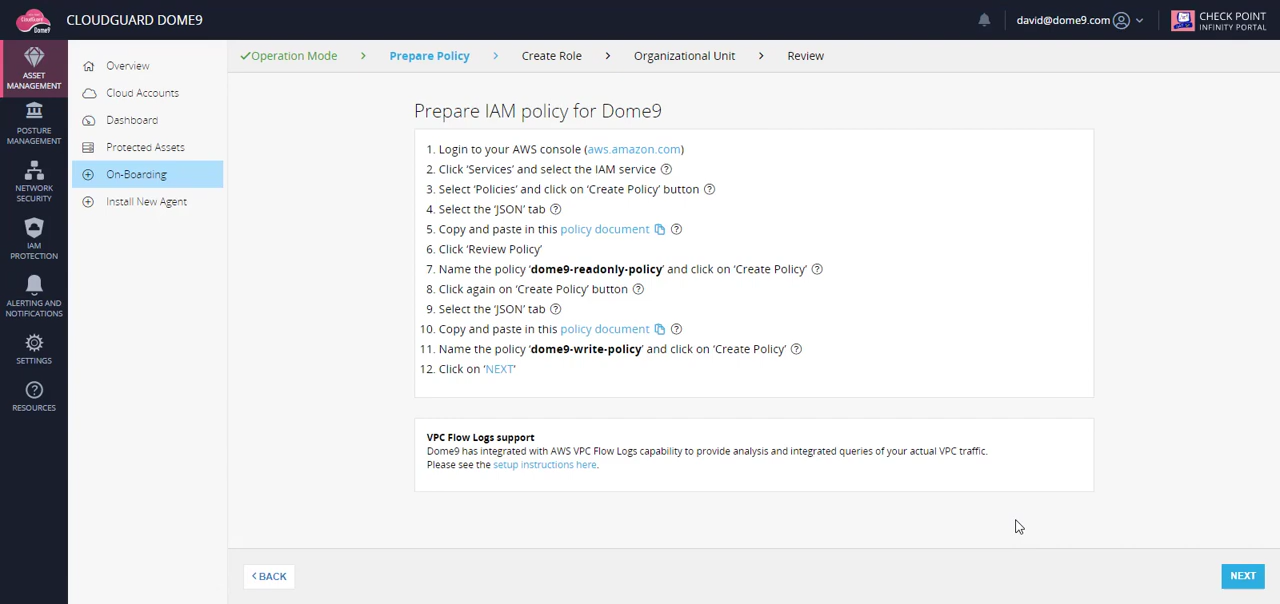 CloudGuard
Dome9
CLOUDGUARD DOME9
david@dome9.com
CHECK POINT
INFINITY PORTAL
ASSET
MANAGEMENT
POSTURE
MANAGEMENT
NETWORK
SECURITY
IAM
PROTECTION
ALERTING AND
NOTIFICATIONS
SETTINGS
RESOURCES
Overview
Cloud Accounts
Dashboard
Protected Assets
On-Boarding
Install New Agent
Operation Mode > Prepare Policy > Create Role > Organizational Unit > Review
Prepare IAM policy for Dome9
1. Login to your AWS console (aws.amazon.com)
2. Click ‘Services’ and select the IAM service
3. Select ‘Policies’ and click on ‘Create Policy’ button
4. Select the ‘JSON’ tab
5. Copy and paste in this policy document
6. Click ‘Review Policy’
7. Name the policy ‘dome9-readonly-policy’ and click on ‘Create Policy’
8. Click again on ‘Create Policy’ button
9. Select the ‘JSON’ tab
10. Copy and paste in this policy document
11. Name the policy ‘dome9-write-policy’ and click on ‘Create Policy’
12. Click on ‘NEXT’
VPC Flow Logs support
Dome9 has integrated with AWS VPC Flow Logs capability to provide analysis and integrated queries of your actual VPC traffic.
Please see the setup instructions here.
< BACK
NEXT